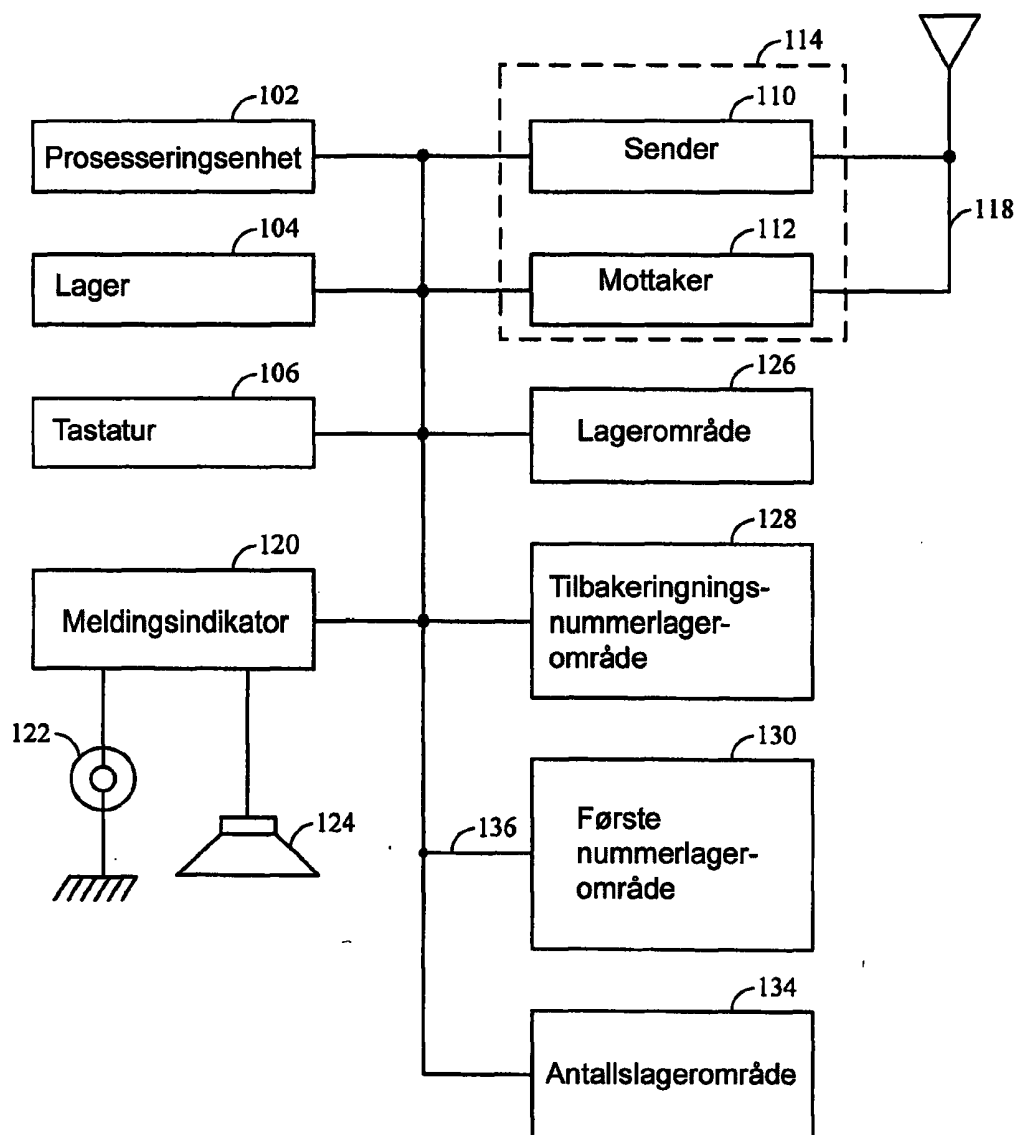 114
102
110
Prosesseringsenhet
Sender
118
104
112
Lager
Mottaker
106
126
Tastatur
Lagerområde
120
128
Meldingsindikator
Tilbakeringnings-
nummerlager-
område
122
124
130
136
Første
nummerlager-
område
134
Antallslagerområde